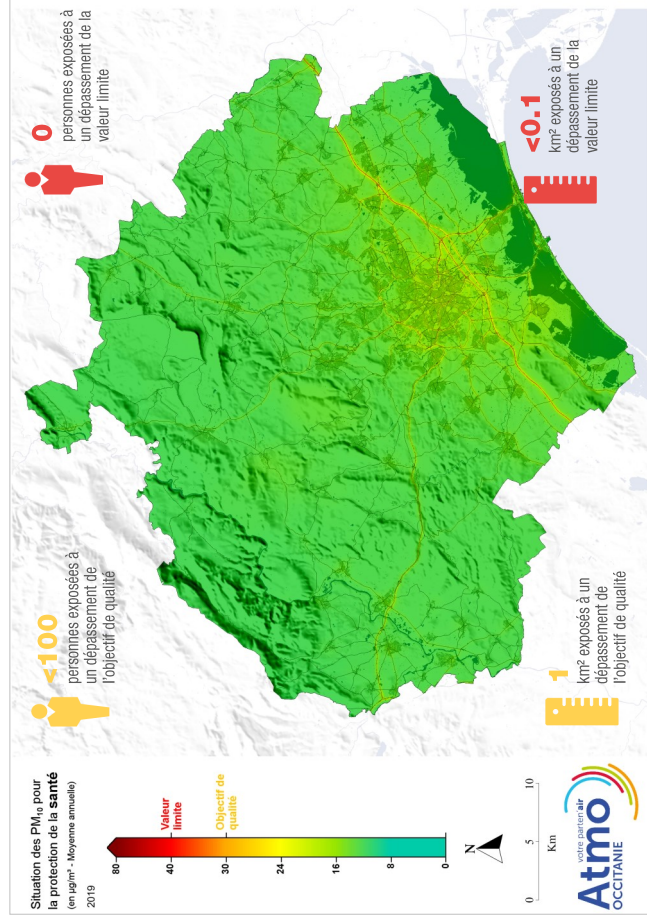 Situation des PM₁₀ pour
la protection de la santé
(en µg/m³ - Moyenne annuelle)
2019
80
40
30
24
16
8
0
Valeur
limite
Objectif de
qualité
N
0
5
10
Km
votre parten'air
Atmo
OCCITANIE
<100
personnes exposées à
un dépassement de
l'objectif de qualité
0
personnes exposées à
un dépassement de la
valeur limite
1
km² exposés à un
dépassement de
l'objectif de qualité
<0.1
km² exposés à un
dépassement de la
valeur limite